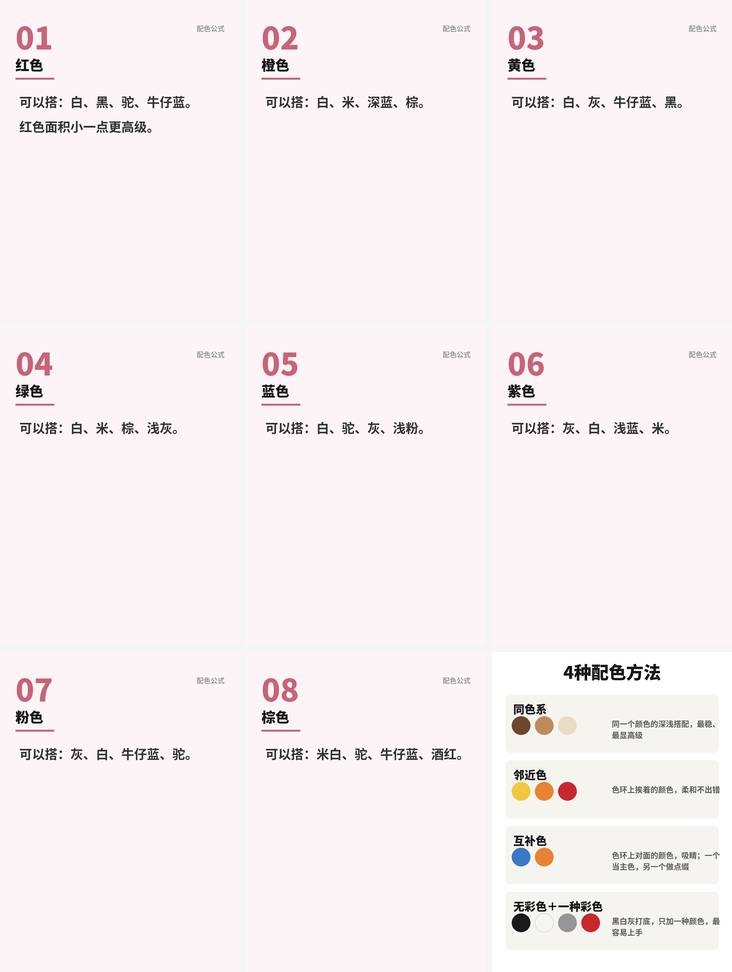 01
配色公式
红色
可以搭：白、黑、驼、牛仔蓝。
红色面积小一点更高级。
02
配色公式
橙色
可以搭：白、米、深蓝、棕。
03
配色公式
黄色
可以搭：白、灰、牛仔蓝、黑。
04
配色公式
绿色
可以搭：白、米、棕、浅灰。
05
配色公式
蓝色
可以搭：白、驼、灰、浅粉。
06
配色公式
紫色
可以搭：灰、白、浅蓝、米。
07
配色公式
粉色
可以搭：灰、白、牛仔蓝、驼。
08
配色公式
棕色
可以搭：米白、驼、牛仔蓝、酒红。
4种配色方法
同色系
同一个颜色的深浅搭配，最稳、
最显高级
邻近色
色环上挨着的颜色，柔和不出错
互补色
色环上对面的颜色，吸睛；一个
当主色，另一个做点缀
无彩色＋一种彩色
黑白灰打底，只加一种颜色，最
容易上手